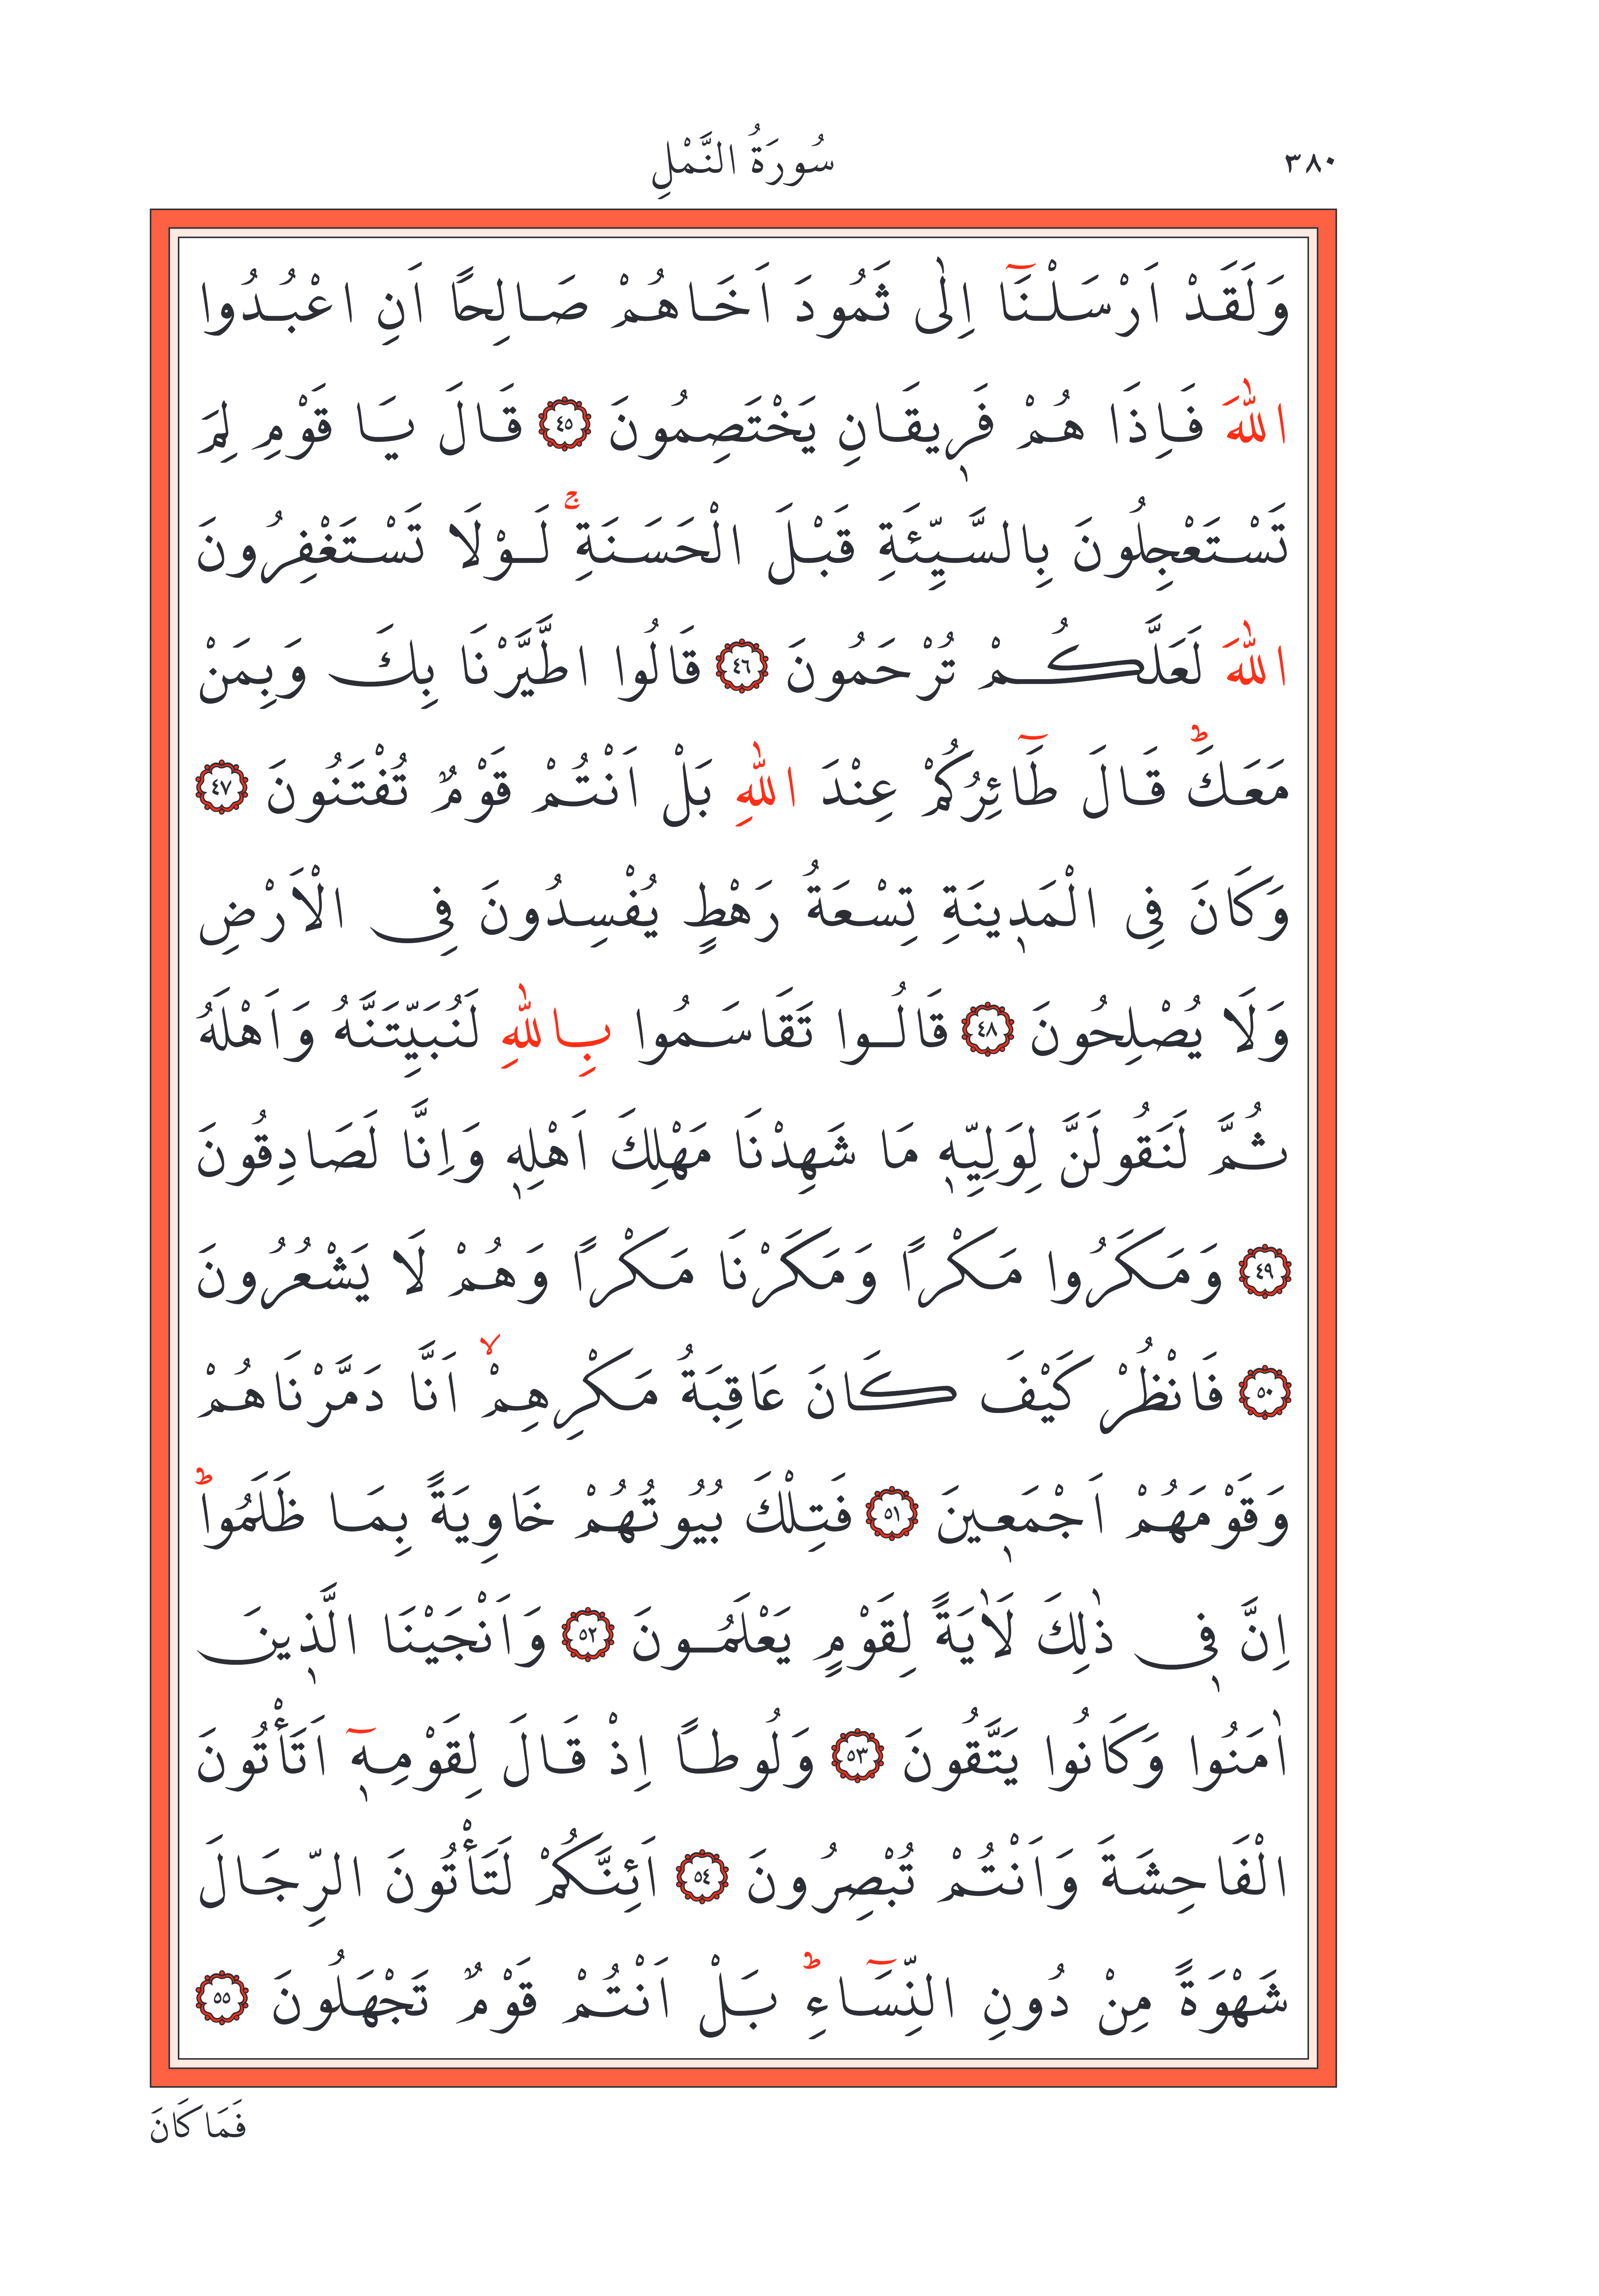 ٣٨٠
سُورَةُ النَّمْلِ
وَلَقَدْ اَرْسَلْنَٓا اِلٰى ثَمُودَ اَخَاهُمْ صَالِحًا اَنِ اعْبُدُوا
اللّٰهَ فَاِذَا هُمْ فَرٖيقَانِ يَخْتَصِمُونَ ﴿٤٥﴾ قَالَ يَا قَوْمِ لِمَ
تَسْتَعْجِلُونَ بِالسَّيِّئَةِ قَبْلَ الْحَسَنَةِۚ لَوْلَا تَسْتَغْفِرُونَ
اللّٰهَ لَعَلَّكُمْ تُرْحَمُونَ ﴿٤٦﴾ قَالُوا اطَّيَّرْنَا بِكَ وَبِمَنْ
مَعَكَؕ قَالَ طَٓائِرُكُمْ عِنْدَ اللّٰهِ بَلْ اَنْتُمْ قَوْمٌ تُفْتَنُونَ ﴿٤٧﴾
وَكَانَ فِى الْمَدٖينَةِ تِسْعَةُ رَهْطٍ يُفْسِدُونَ فِى الْاَرْضِ
وَلَا يُصْلِحُونَ ﴿٤٨﴾ قَالُوا تَقَاسَمُوا بِاللّٰهِ لَنُبَيِّتَنَّهُ وَاَهْلَهُ
ثُمَّ لَنَقُولَنَّ لِوَلِيِّهٖ مَا شَهِدْنَا مَهْلِكَ اَهْلِهٖ وَاِنَّا لَصَادِقُونَ
﴿٤٩﴾ وَمَكَرُوا مَكْرًا وَمَكَرْنَا مَكْرًا وَهُمْ لَا يَشْعُرُونَ
﴿٥٠﴾ فَانْظُرْ كَيْفَ كَانَ عَاقِبَةُ مَكْرِهِمْۙ اَنَّا دَمَّرْنَاهُمْ
وَقَوْمَهُمْ اَجْمَعٖينَ ﴿٥١﴾ فَتِلْكَ بُيُوتُهُمْ خَاوِيَةً بِمَا ظَلَمُواؕ
اِنَّ فٖى ذٰلِكَ لَاٰيَةً لِقَوْمٍ يَعْلَمُونَ ﴿٥٢﴾ وَاَنْجَيْنَا الَّذٖينَ
اٰمَنُوا وَكَانُوا يَتَّقُونَ ﴿٥٣﴾ وَلُوطًا اِذْ قَالَ لِقَوْمِهٖٓ اَتَاْتُونَ
الْفَاحِشَةَ وَاَنْتُمْ تُبْصِرُونَ ﴿٥٤﴾ اَئِنَّكُمْ لَتَاْتُونَ الرِّجَالَ
شَهْوَةً مِنْ دُونِ النِّسَٓاءِؕ بَلْ اَنْتُمْ قَوْمٌ تَجْهَلُونَ ﴿٥٥﴾
فَمَا كَانَ